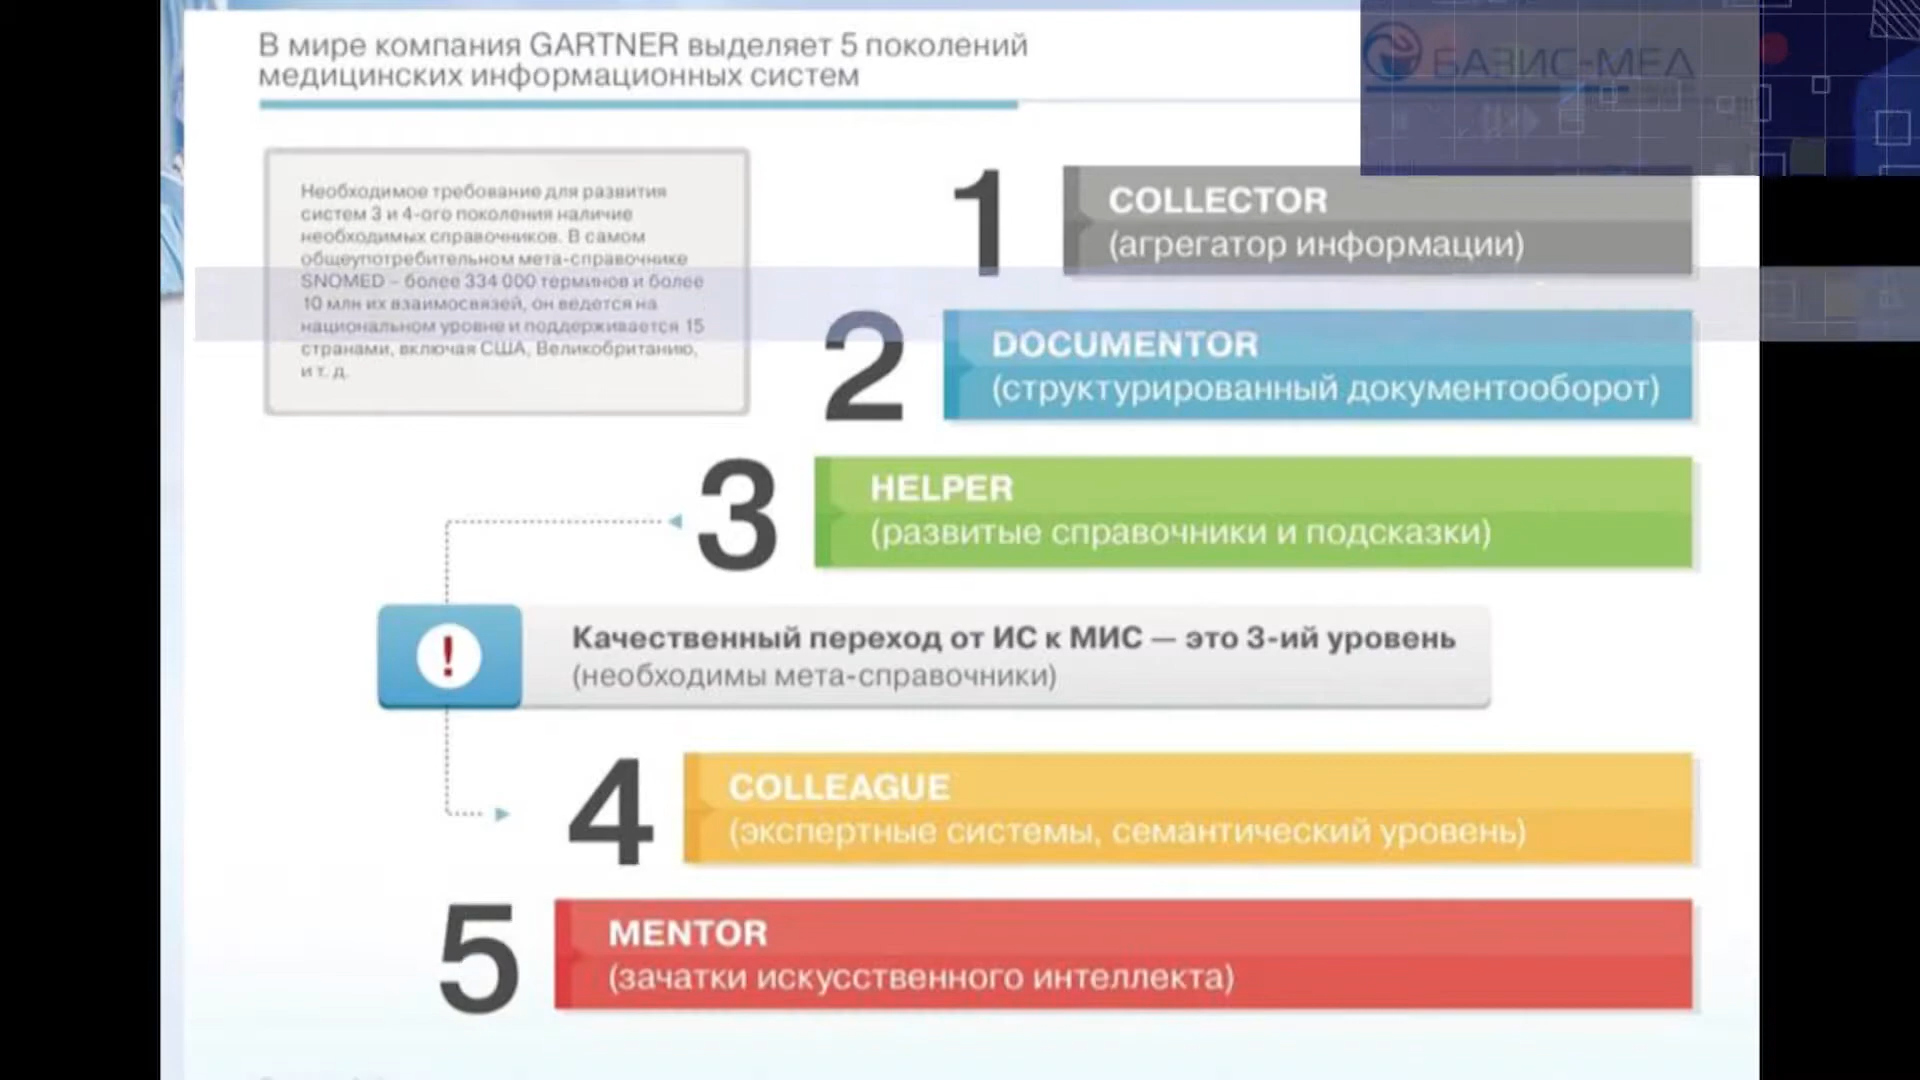 В мире компания GARTNER выделяет 5 поколений
медицинских информационных систем
БАЗИС-МЕД
Необходимое требование для развития
систем 3 и 4-ого поколения наличие
необходимых справочников. В самом
общеупотребительном мета-справочнике
SNOMED – более 334 000 терминов и более
10 млн их взаимосвязей, он ведется на
национальном уровне и поддерживается 15
странами, включая США, Великобританию,
и т. д.
1
COLLECTOR
(агрегатор информации)
2
DOCUMENTOR
(структурированный документооборот)
3
HELPER
(развитые справочники и подсказки)
!
Качественный переход от ИС к МИС — это 3-ий уровень
(необходимы мета-справочники)
4
COLLEAGUE
(экспертные системы, семантический уровень)
5
MENTOR
(зачатки искусственного интеллекта)